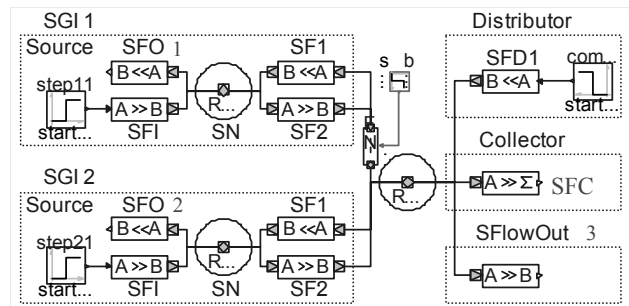 SGI 1
Source SFO 1 SF1
B<<A B<<A
step11
A>>B R... A>>B
start... SFI SN SF2
s b
N
R...
SGI 2
Source SFO 2 SF1
B<<A B<<A
step21
A>>B R... A>>B
start... SFI SN SF2
Distributor
SFD1 com...
B<<A
start...
Collector
A>>Σ SFC
SFlowOut 3
A>>B